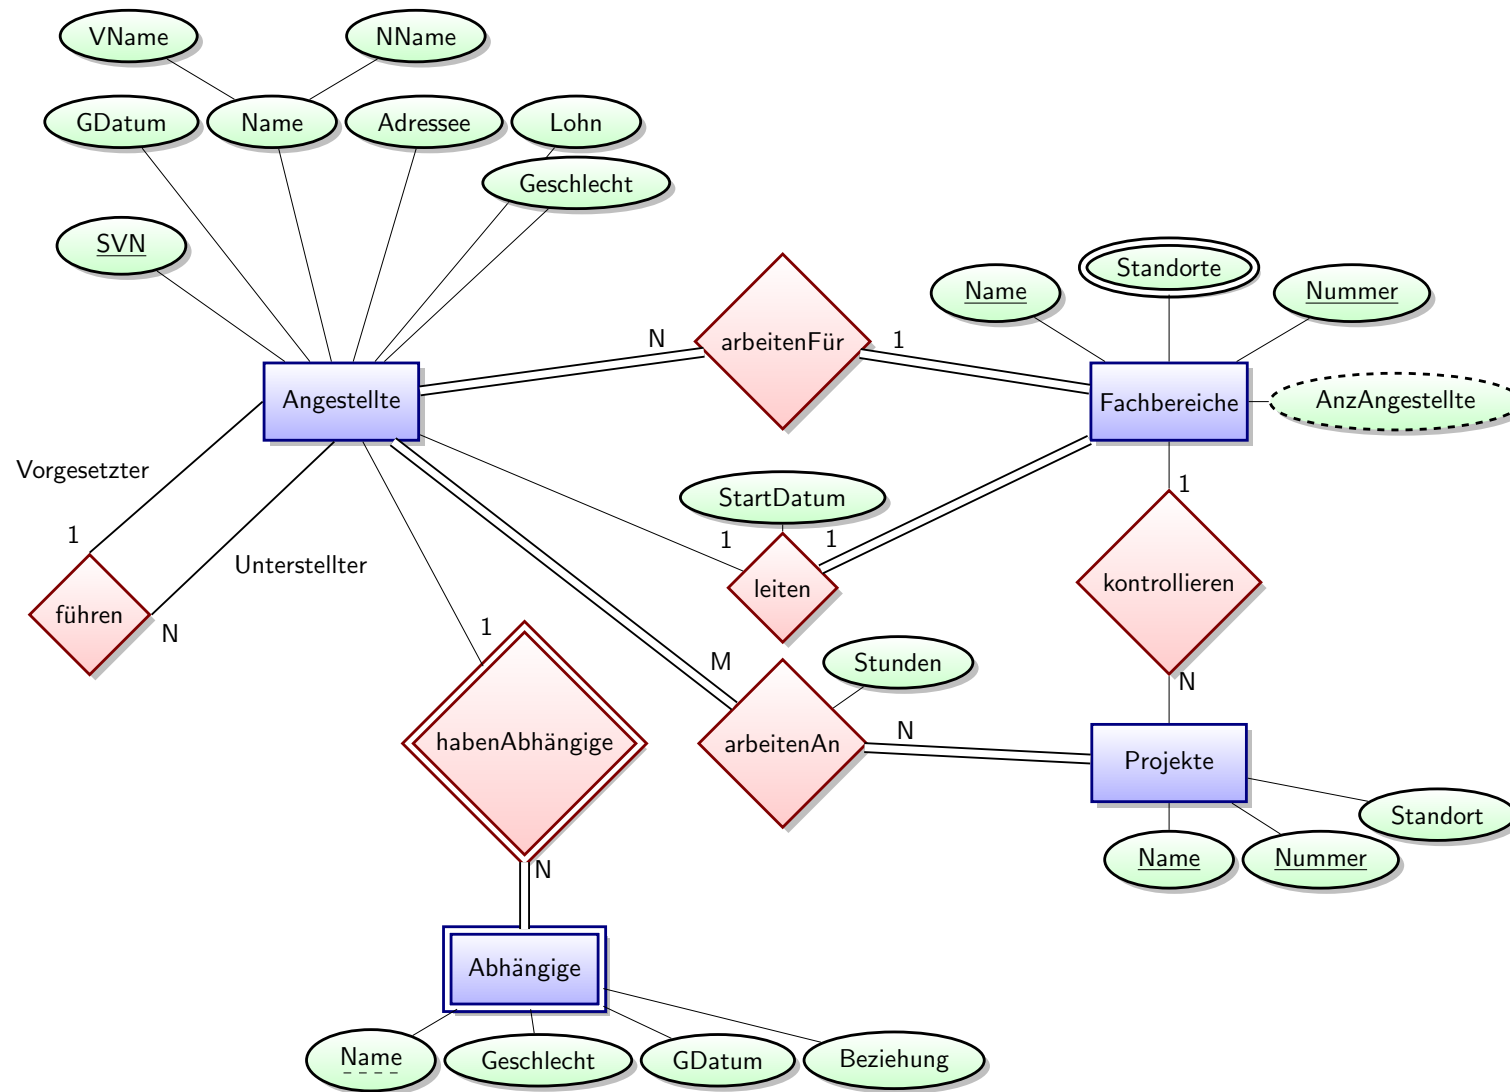 VName
NName
GDatum
Name
Adressee
Lohn
Geschlecht
SVN
Standorte
Name
Nummer
N
arbeitenFür
1
Angestellte
Fachbereiche
AnzAngestellte
Vorgesetzter
StartDatum
1
1
1
1
Unterstellter
führen
N
leiten
kontrollieren
1
M
Stunden
N
habenAbhängige
arbeitenAn
N
Projekte
Standort
Name
Nummer
N
Abhängige
Name
Geschlecht
GDatum
Beziehung